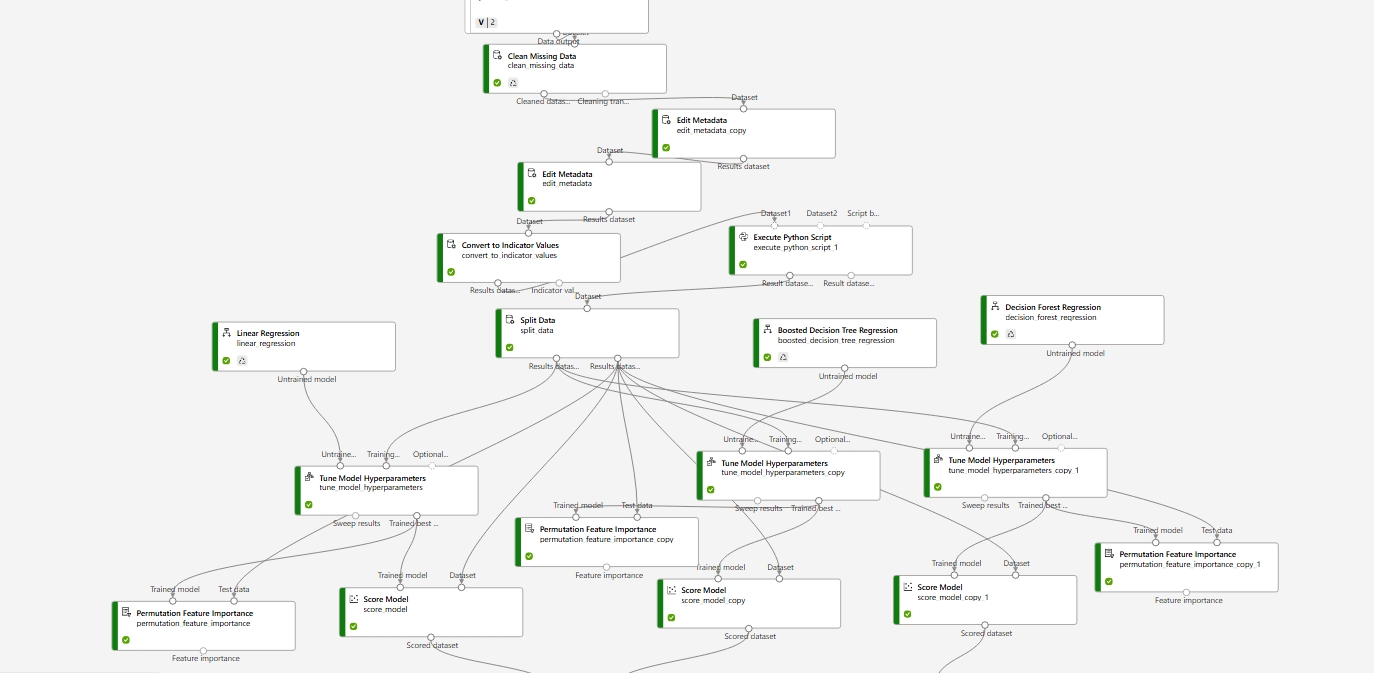 V | 2
Data output
Dataset
Clean Missing Data
clean_missing_data
Cleaned datas... Cleaning tran...
Dataset
Edit Metadata
edit_metadata_copy
Results dataset
Dataset
Edit Metadata
edit_metadata
Results dataset
Dataset
Convert to Indicator Values
convert_to_indicator_values
Results datas... Indicator val...
Dataset1 Dataset2 Script b...
Execute Python Script
execute_python_script_1
Result datase... Result datase...
Dataset
Split Data
split_data
Results datas... Results datas...
Linear Regression
linear_regression
Untrained model
Boosted Decision Tree Regression
boosted_decision_tree_regression
Untrained model
Decision Forest Regression
decision_forest_regression
Untrained model
Untraine... Training... Optional...
Tune Model Hyperparameters
tune_model_hyperparameters
Sweep results Trained best ...
Untraine... Training... Optional...
Tune Model Hyperparameters
tune_model_hyperparameters_copy
Sweep results Trained best ...
Untraine... Training... Optional...
Tune Model Hyperparameters
tune_model_hyperparameters_copy_1
Sweep results Trained best ...
Trained model Test data
Permutation Feature Importance
permutation_feature_importance
Feature importance
Trained model Dataset
Score Model
score_model
Scored dataset
Trained model Test data
Permutation Feature Importance
permutation_feature_importance_copy
Feature importance
Trained model Dataset
Score Model
score_model_copy
Scored dataset
Trained model Dataset
Score Model
score_model_copy_1
Scored dataset
Trained model Test data
Permutation Feature Importance
permutation_feature_importance_copy_1
Feature importance